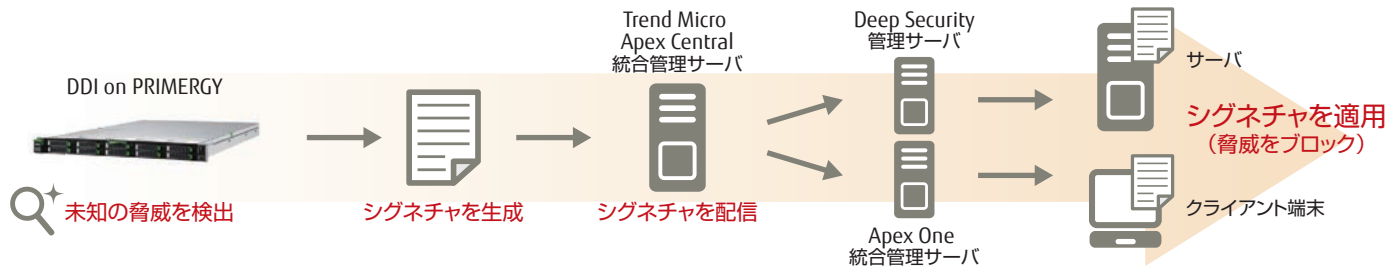 DDI on PRIMERGY
未知の脅威を検出
シグネチャを生成
Trend Micro
Apex Central
統合管理サーバ
シグネチャを配信
Deep Security
管理サーバ
Apex One
統合管理サーバ
サーバ
シグネチャを適用
（脅威をブロック）
クライアント端末